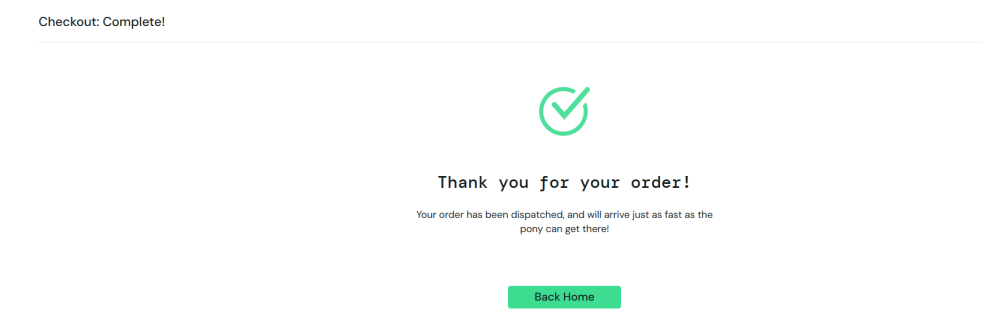 Checkout: Complete!
Thank you for your order!
Your order has been dispatched, and will arrive just as fast as the
pony can get there!
Back Home